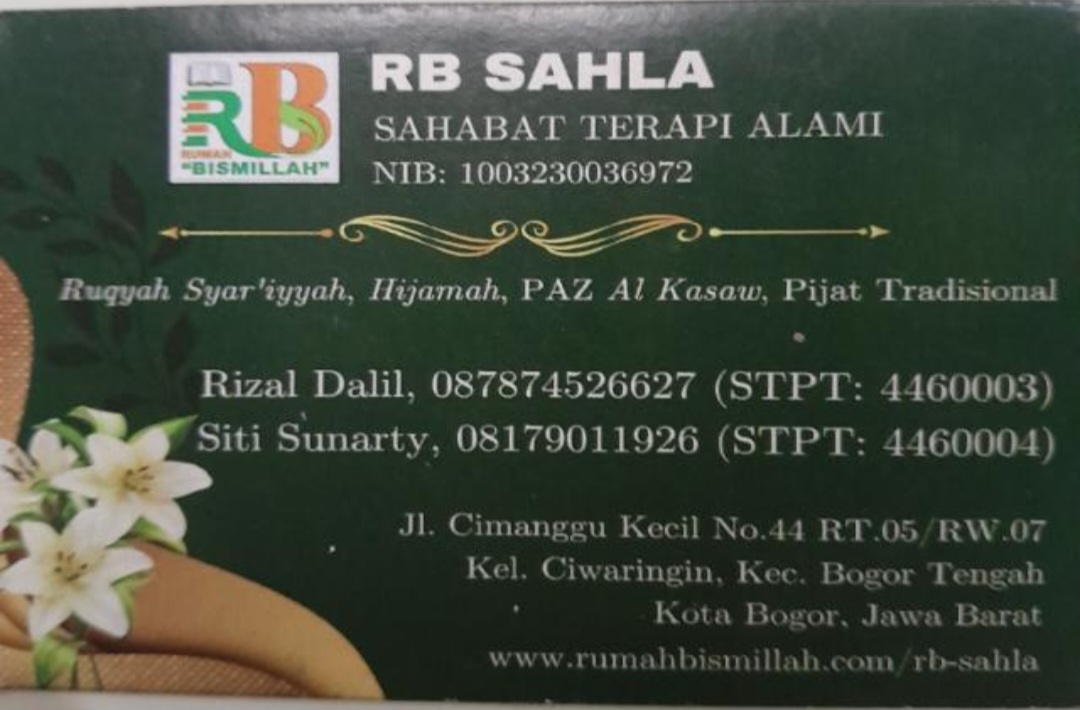 RB
RUMAH
"BISMILLAH"
RB SAHLA
SAHABAT TERAPI ALAMI
NIB: 1003230036972
Ruqyah Syar'iyyah, Hijamah, PAZ Al Kasaw, Pijat Tradisional
Rizal Dalil, 087874526627 (STPT: 4460003)
Siti Sunarty, 08179011926 (STPT: 4460004)
Jl. Cimanggu Kecil No.44 RT.05/RW.07
Kel. Ciwaringin, Kec. Bogor Tengah
Kota Bogor, Jawa Barat
www.rumahbismillah.com/rb-sahla